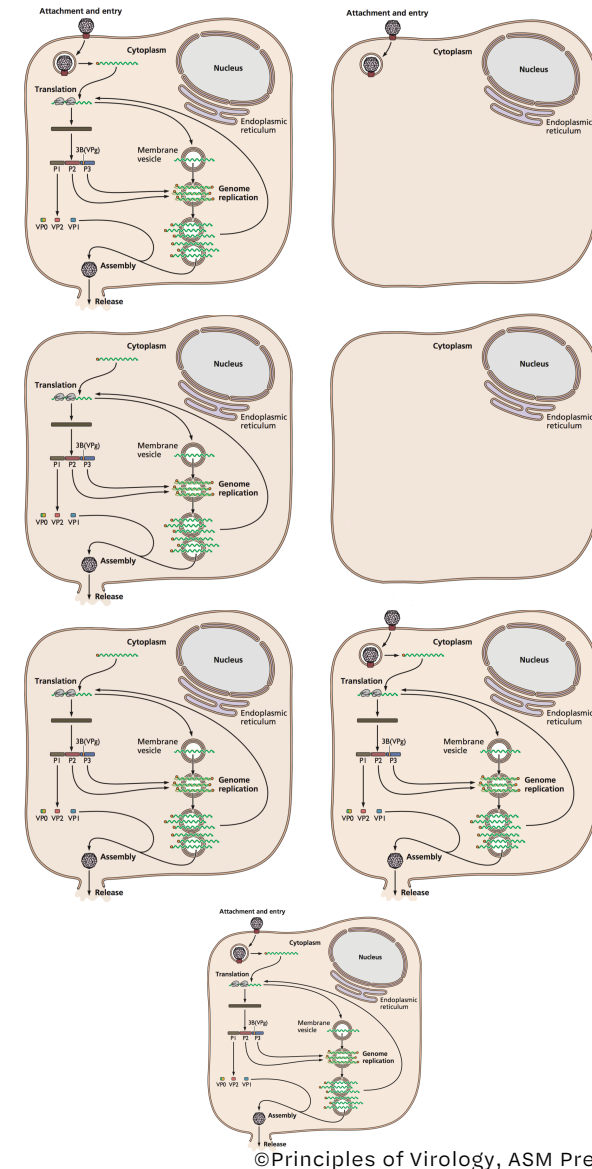 Attachment and entry
Cytoplasm
Nucleus
Translation
Endoplasmic
reticulum
3B(VPg)
Membrane
vesicle
P1 P2 P3
Genome
replication
VP0 VP2 VP1
Assembly
Release
Attachment and entry
Cytoplasm
Nucleus
Endoplasmic
reticulum
Cytoplasm
Nucleus
Translation
Endoplasmic
reticulum
3B(VPg)
Membrane
vesicle
P1 P2 P3
Genome
replication
VP0 VP2 VP1
Assembly
Release
Cytoplasm
Nucleus
Endoplasmic
reticulum
Cytoplasm
Nucleus
Translation
Endoplasmic
reticulum
3B(VPg)
Membrane
vesicle
P1 P2 P3
Genome
replication
VP0 VP2 VP1
Assembly
Release
Cytoplasm
Nucleus
Translation
Endoplasmic
reticulum
3B(VPg)
Membrane
vesicle
P1 P2 P3
Genome
replication
VP0 VP2 VP1
Assembly
Release
Attachment and entry
Cytoplasm
Nucleus
Translation
Endoplasmic
reticulum
3B(VPg)
Membrane
vesicle
P1 P2 P3
Genome
replication
VP0 VP2 VP1
Assembly
Release
©Principles of Virology, ASM Pre